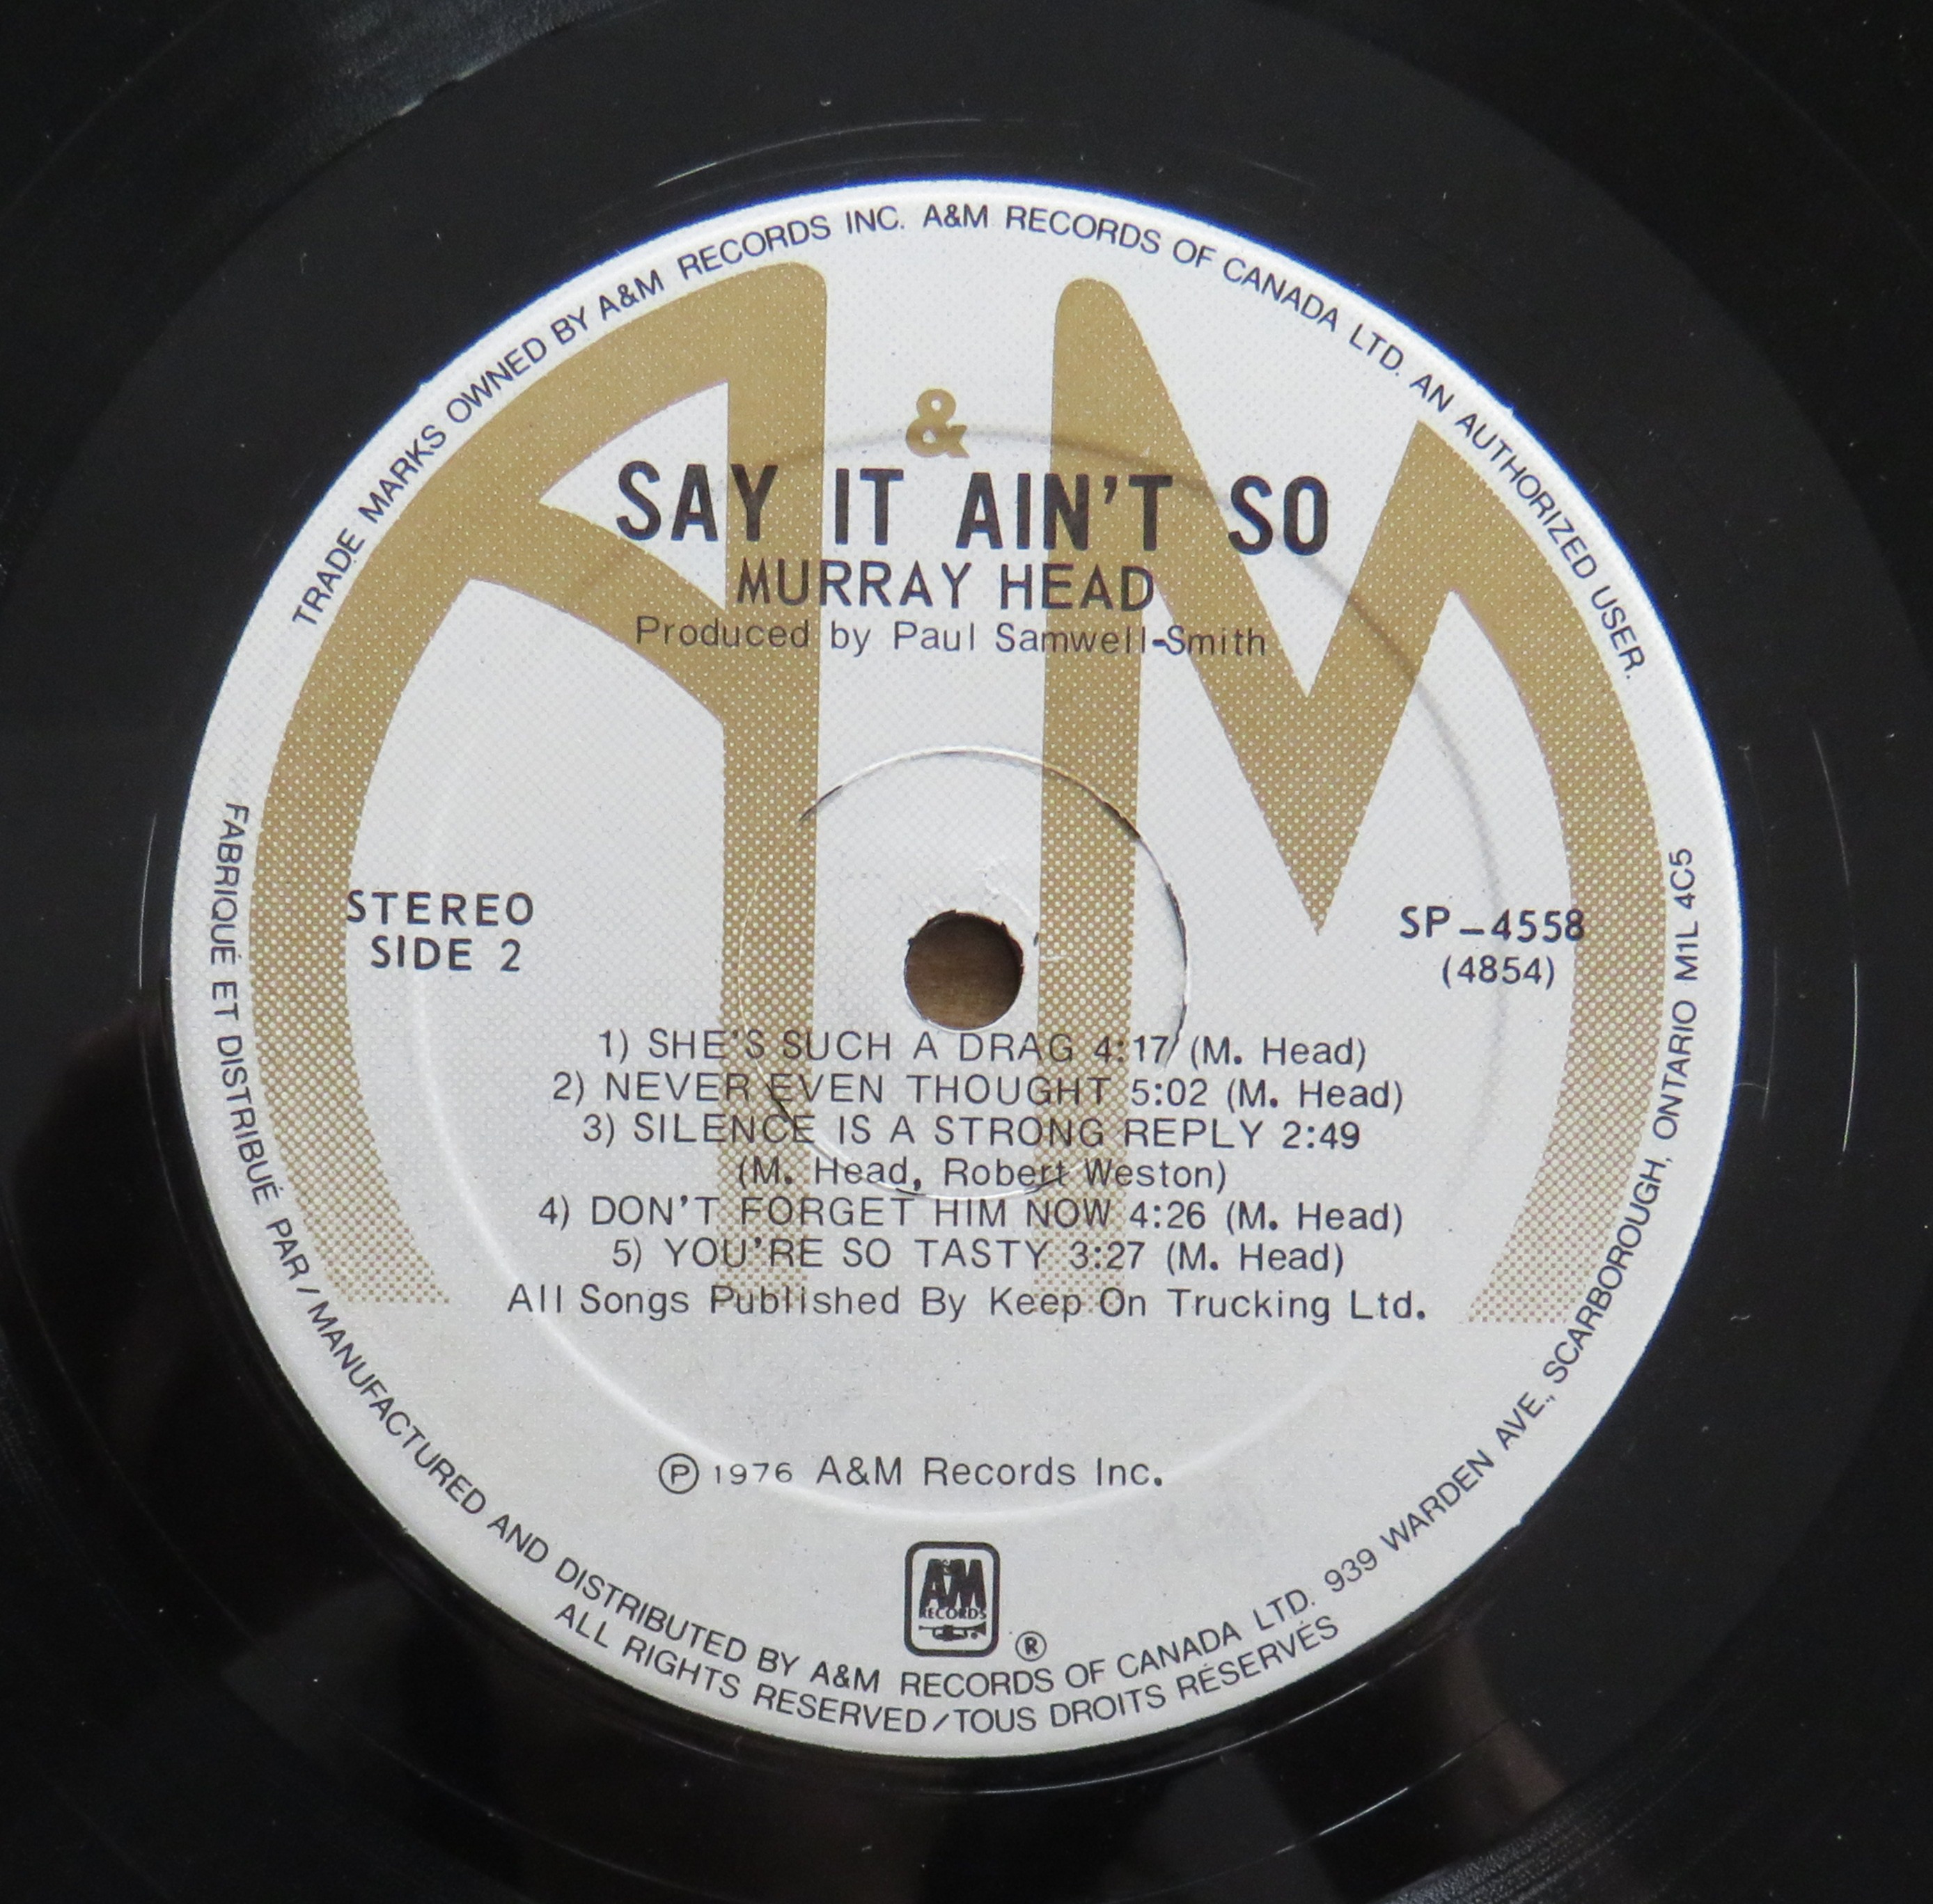 TRADE MARKS OWNED BY A&M RECORDS INC. A&M RECORDS OF CANADA LTD. AN AUTHORIZED USER.
&
SAY IT AIN'T SO
MURRAY HEAD
Produced by Paul Samwell-Smith
STEREO
SIDE 2
SP-4558
(4854)
1) SHE'S SUCH A DRAG 4:17 (M. Head)
2) NEVER EVEN THOUGHT 5:02 (M. Head)
3) SILENCE IS A STRONG REPLY 2:49
(M. Head, Robert Weston)
4) DON'T FORGET HIM NOW 4:26 (M. Head)
5) YOU'RE SO TASTY 3:27 (M. Head)
All Songs Published By Keep On Trucking Ltd.
Ⓟ 1976 A&M Records Inc.
A&M
RECORDS
®
FABRIQUÉ ET DISTRIBUÉ PAR/MANUFACTURED AND DISTRIBUTED BY A&M RECORDS OF CANADA LTD. 939 WARDEN AVE., SCARBOROUGH, ONTARIO M1L 4C5
ALL RIGHTS RESERVED/TOUS DROITS RÉSERVÉS